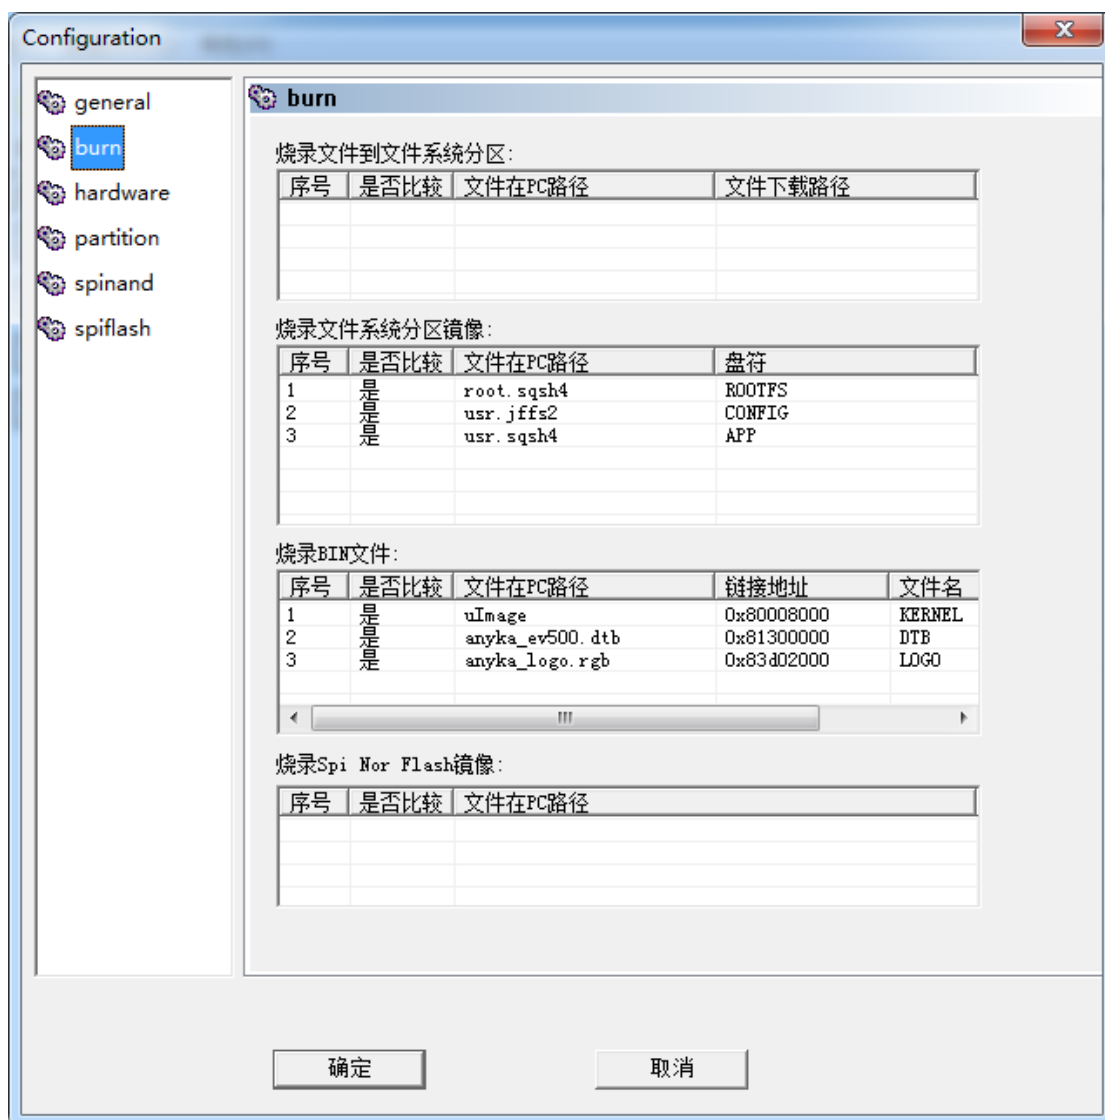 Configuration
general
burn
hardware
partition
spinand
spiflash
burn
烧录文件到文件系统分区:
序号 是否比较 文件在PC路径 文件下载路径
烧录文件系统分区镜像:
序号 是否比较 文件在PC路径 盘符
1 是 root.sqsh4 ROOTFS
2 是 usr.jffs2 CONFIG
3 是 usr.sqsh4 APP
烧录BIN文件:
序号 是否比较 文件在PC路径 链接地址 文件名
1 是 uImage 0x80008000 KERNEL
2 是 anyka_ev500.dtb 0x81300000 DTB
3 是 anyka_logo.rgb 0x83d02000 LOGO
烧录Spi Nor Flash镜像:
序号 是否比较 文件在PC路径
确定 取消